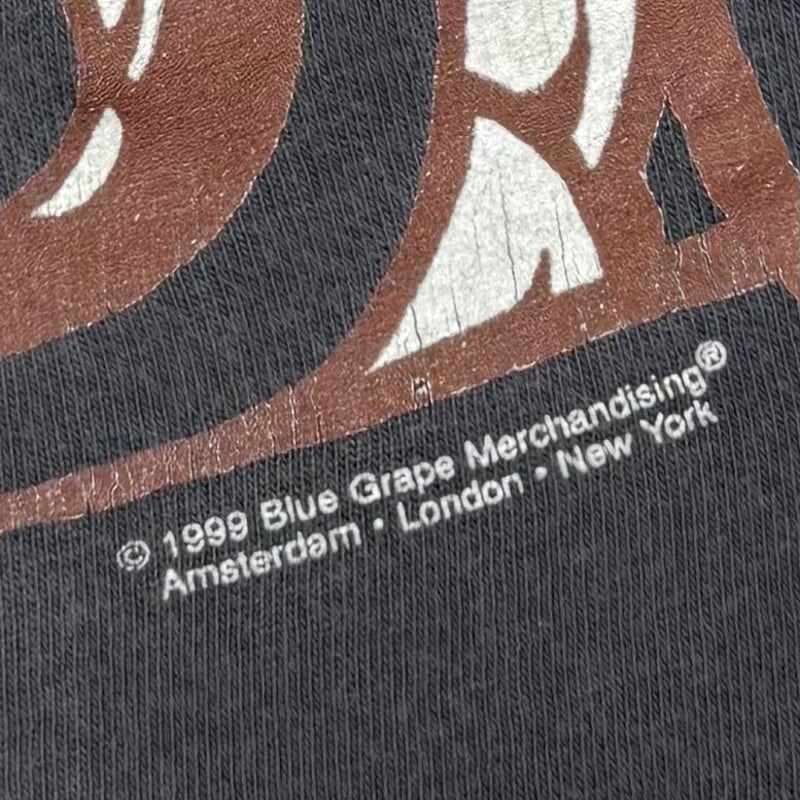 © 1999 Blue Grape Merchandising®
Amsterdam • London • New York